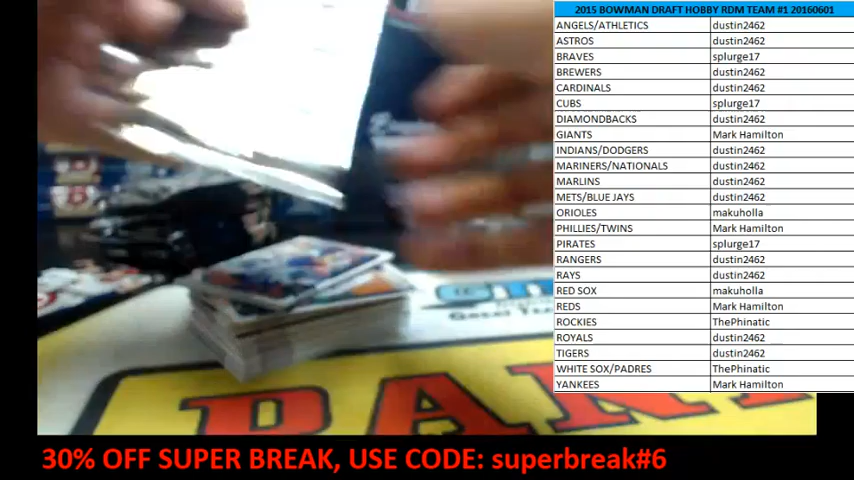 2015 BOWMAN DRAFT HOBBY RDM TEAM #1 20160601
ANGELS/ATHLETICS dustin2462
ASTROS dustin2462
BRAVES splurge17
BREWERS dustin2462
CARDINALS dustin2462
CUBS splurge17
DIAMONDBACKS dustin2462
GIANTS Mark Hamilton
INDIANS/DODGERS dustin2462
MARINERS/NATIONALS dustin2462
MARLINS dustin2462
METS/BLUE JAYS dustin2462
ORIOLES makuholla
PHILLIES/TWINS Mark Hamilton
PIRATES splurge17
RANGERS dustin2462
RAYS dustin2462
RED SOX makuholla
REDS Mark Hamilton
ROCKIES ThePhinatic
ROYALS dustin2462
TIGERS dustin2462
WHITE SOX/PADRES ThePhinatic
YANKEES Mark Hamilton
PANI
30% OFF SUPER BREAK, USE CODE: superbreak#6